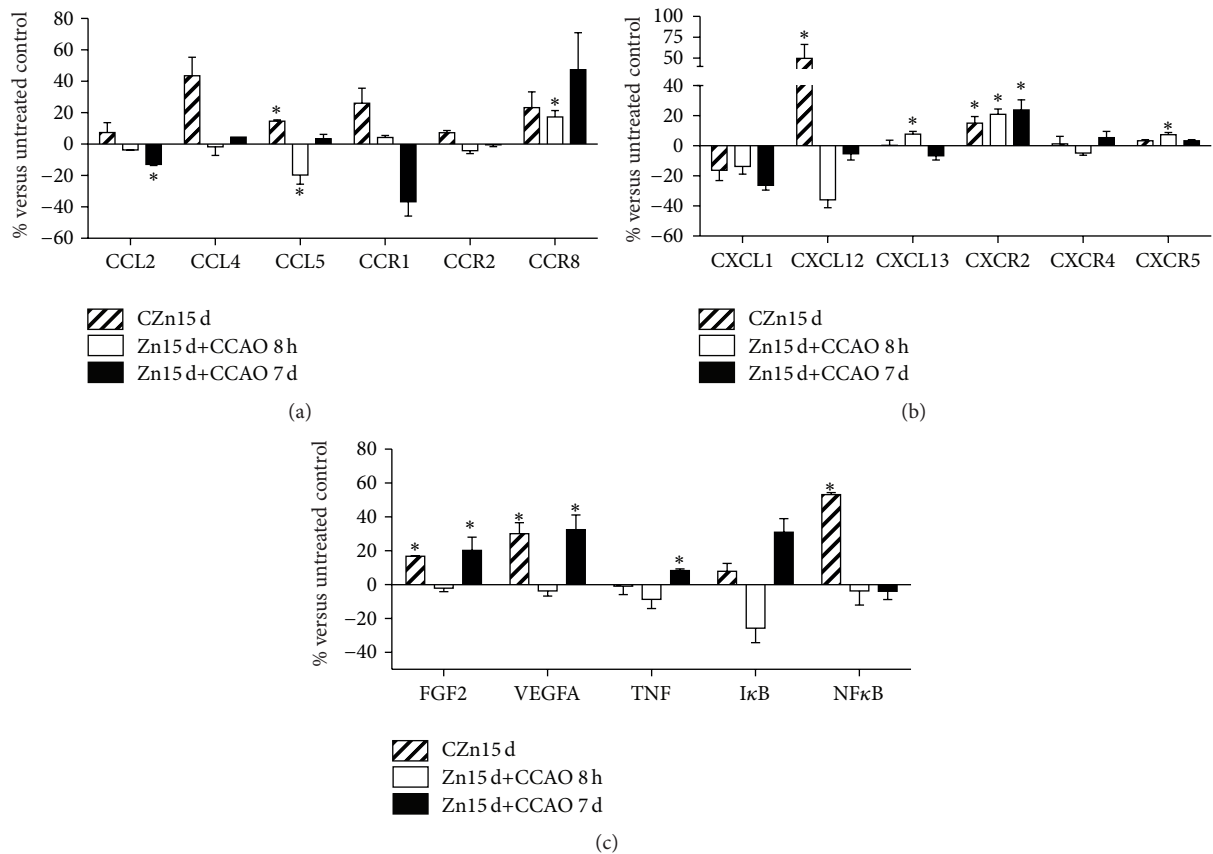 80
60
40
20
0
−20
−40
−60
% versus untreated control
*
*
*
*
CCL2 CCL4 CCL5 CCR1 CCR2 CCR8
CZn15 d
Zn15 d+CCAO 8 h
Zn15 d+CCAO 7 d
(a)
100
75
50
40
20
0
−20
−40
−60
% versus untreated control
*
*
*
*
*
*
CXCL1 CXCL12 CXCL13 CXCR2 CXCR4 CXCR5
CZn15 d
Zn15 d+CCAO 8 h
Zn15 d+CCAO 7 d
(b)
80
60
40
20
0
−20
−40
% versus untreated control
*
*
*
*
*
*
FGF2 VEGFA TNF IκB NFκB
CZn15 d
Zn15 d+CCAO 8 h
Zn15 d+CCAO 7 d
(c)